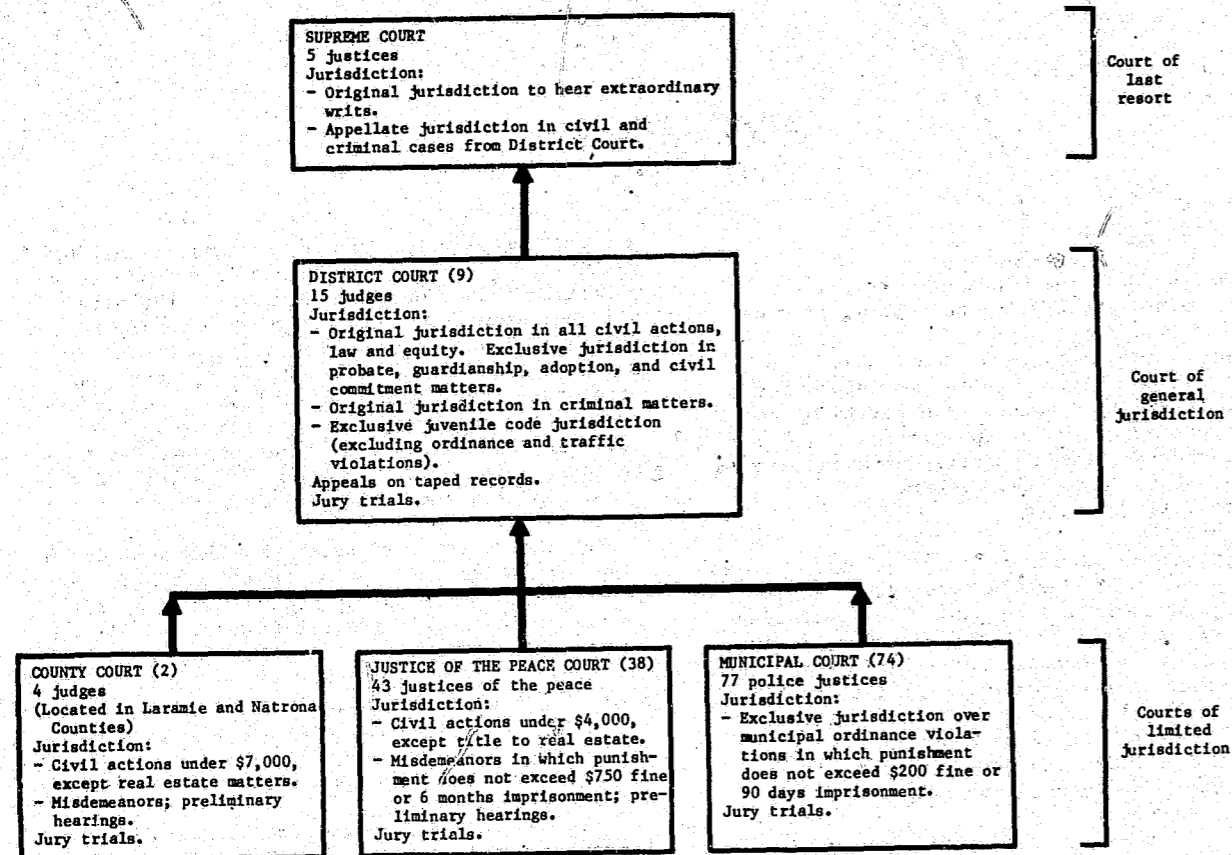 SUPREME COURT
5 justices
Jurisdiction:
- Original jurisdiction to hear extraordinary
writs.
- Appellate jurisdiction in civil and
criminal cases from District Court.
Court of
last
resort
DISTRICT COURT (9)
15 judges
Jurisdiction:
- Original jurisdiction in all civil actions,
law and equity. Exclusive jurisdiction in
probate, guardianship, adoption, and civil
commitment matters.
- Original jurisdiction in criminal matters.
- Exclusive juvenile code jurisdiction
(excluding ordinance and traffic
violations).
Appeals on taped records.
Jury trials.
Court of
general
jurisdiction
COUNTY COURT (2)
4 judges
(Located in Laramie and Natrona
Counties)
Jurisdiction:
- Civil actions under $7,000,
except real estate matters.
- Misdemeanors; preliminary
hearings.
Jury trials.
JUSTICE OF THE PEACE COURT (38)
43 justices of the peace
Jurisdiction:
- Civil actions under $4,000,
except title to real estate.
- Misdemeanors in which punish-
ment does not exceed $750 fine
or 6 months imprisonment; pre-
liminary hearings.
Jury trials.
MUNICIPAL COURT (74)
77 police justices
Jurisdiction:
- Exclusive jurisdiction over
municipal ordinance viola-
tions in which punishment
does not exceed $200 fine or
90 days imprisonment.
Jury trials.
Courts of
limited
jurisdiction